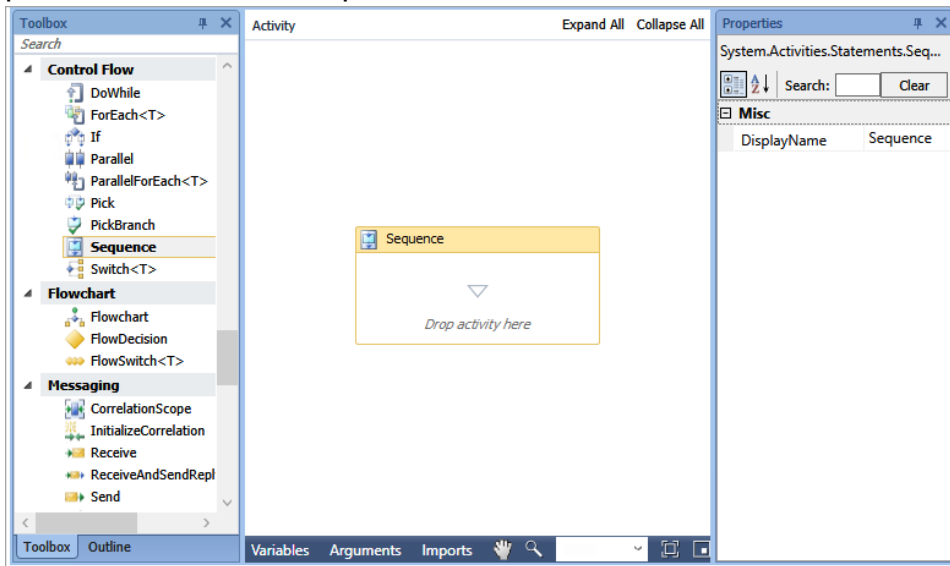 Toolbox
Search
Control Flow
DoWhile
ForEach<T>
If
Parallel
ParallelForEach<T>
Pick
PickBranch
Sequence
Switch<T>
Flowchart
Flowchart
FlowDecision
FlowSwitch<T>
Messaging
CorrelationScope
InitializeCorrelation
Receive
ReceiveAndSendRepl
Send
Toolbox Outline
Activity Expand All Collapse All
Sequence
Drop activity here
Variables Arguments Imports
Properties
System.Activities.Statements.Seq...
Search: Clear
Misc
DisplayName Sequence